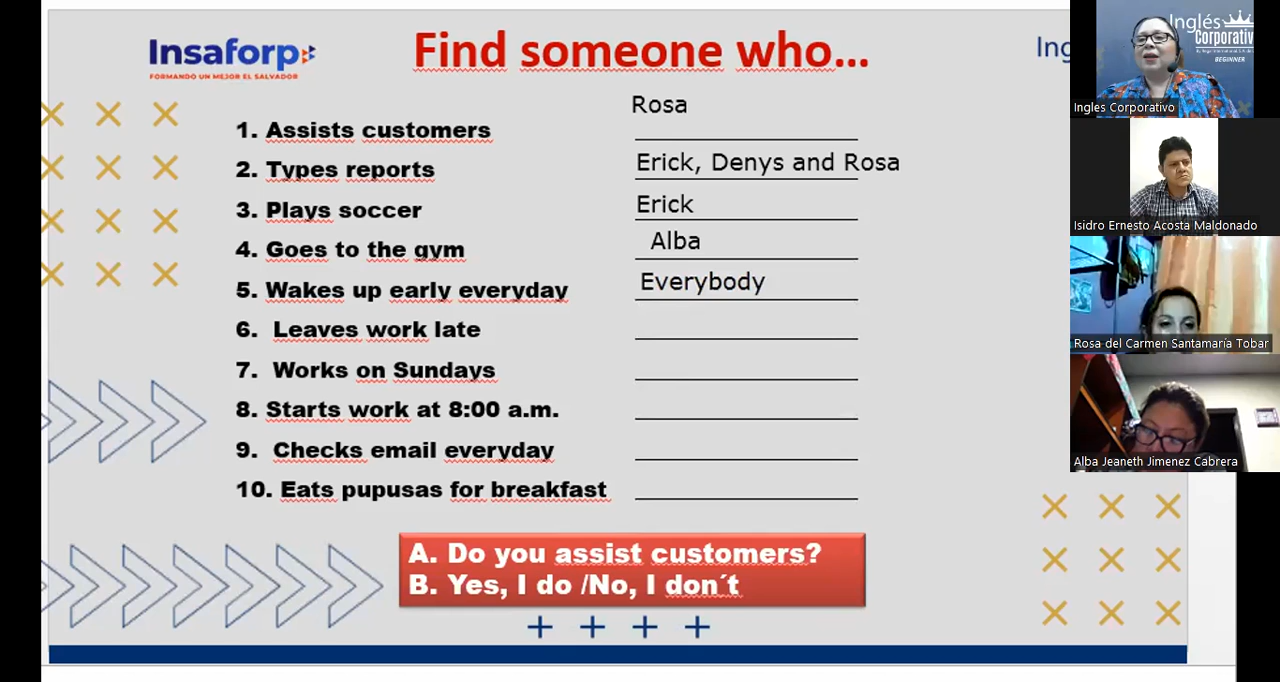 Insaforp
FORMANDO UN MEJOR EL SALVADOR
Find someone who...
Ing
Rosa
1. Assists customers
2. Types reports
Erick, Denys and Rosa
3. Plays soccer
Erick
4. Goes to the gym
Alba
5. Wakes up early everyday
Everybody
6. Leaves work late
7. Works on Sundays
8. Starts work at 8:00 a.m.
9. Checks email everyday
10. Eats pupusas for breakfast
A. Do you assist customers?
B. Yes, I do /No, I don´t
Inglés
Corporativ
BEGINNER
Ingles Corporativo
Isidro Ernesto Acosta Maldonado
Rosa del Carmen Santamaría Tobar
Alba Jeaneth Jimenez Cabrera